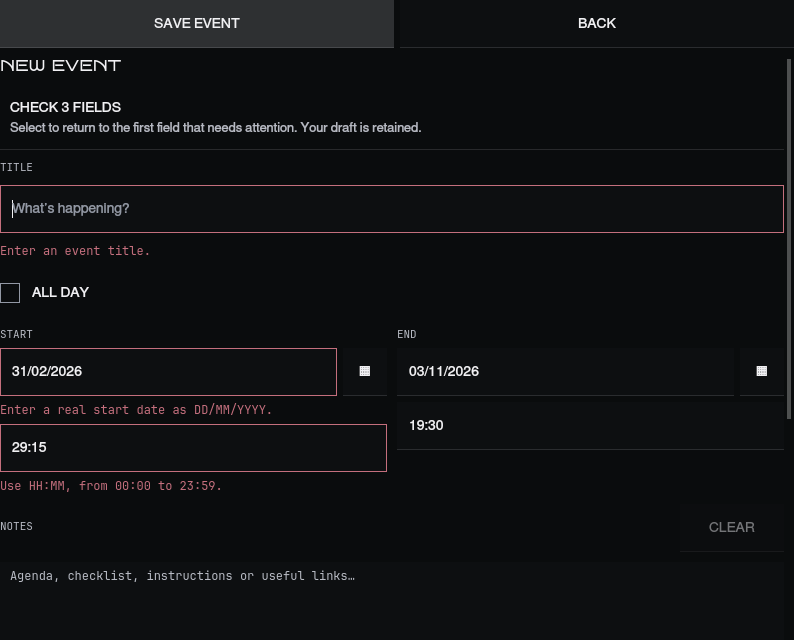 SAVE EVENT
BACK
NEW EVENT
CHECK 3 FIELDS
Select to return to the first field that needs attention. Your draft is retained.
TITLE
What's happening?
Enter an event title.
ALL DAY
START
END
31/02/2026
03/11/2026
Enter a real start date as DD/MM/YYYY.
19:30
29:15
Use HH:MM, from 00:00 to 23:59.
NOTES
CLEAR
Agenda, checklist, instructions or useful links…